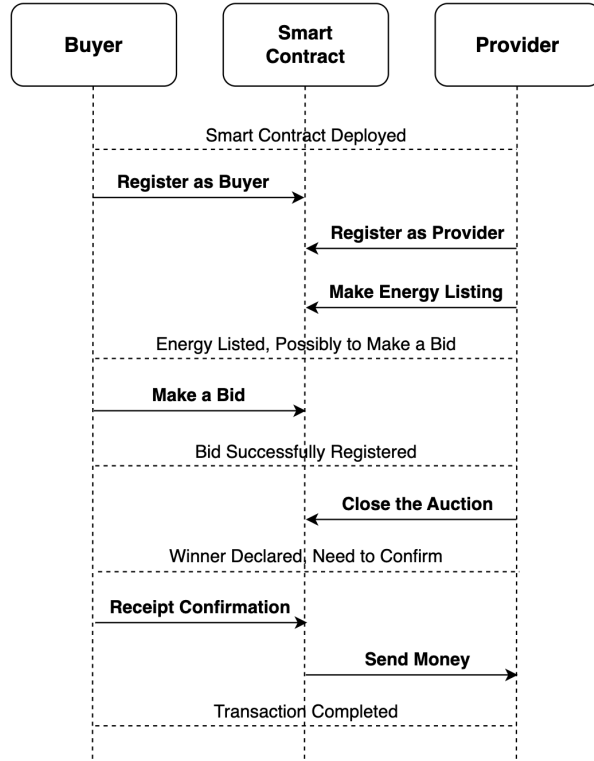 Buyer
Smart
Contract
Provider
Smart Contract Deployed
Register as Buyer
Register as Provider
Make Energy Listing
Energy Listed, Possibly to Make a Bid
Make a Bid
Bid Successfully Registered
Close the Auction
Winner Declared, Need to Confirm
Receipt Confirmation
Send Money
Transaction Completed